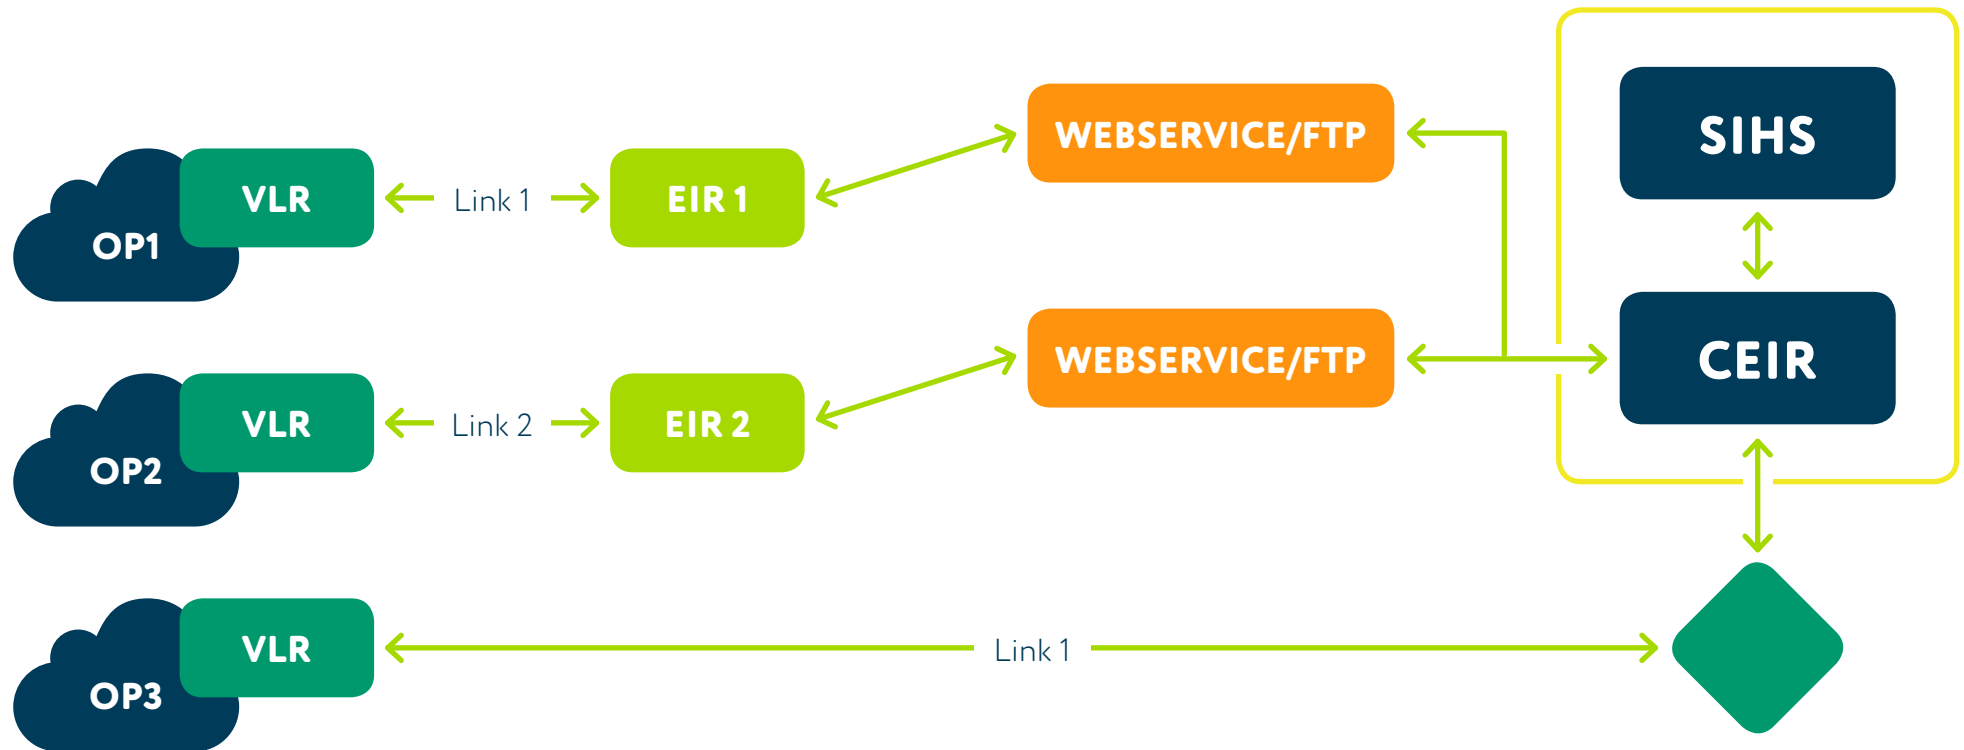 WEBSERVICE/FTP
SIHS
VLR
Link 1
EIR 1
OP1
WEBSERVICE/FTP
CEIR
VLR
Link 2
EIR 2
OP2
VLR
Link 1
OP3